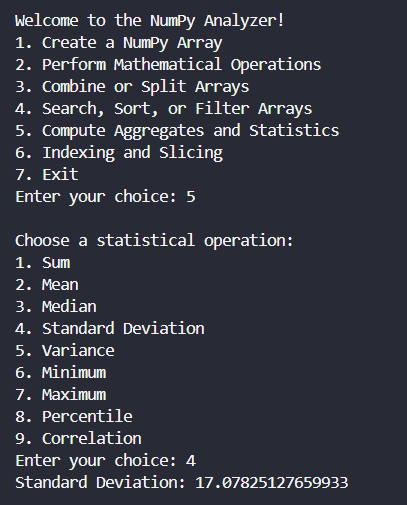 Welcome to the NumPy Analyzer!
1. Create a NumPy Array
2. Perform Mathematical Operations
3. Combine or Split Arrays
4. Search, Sort, or Filter Arrays
5. Compute Aggregates and Statistics
6. Indexing and Slicing
7. Exit
Enter your choice: 5

Choose a statistical operation:
1. Sum
2. Mean
3. Median
4. Standard Deviation
5. Variance
6. Minimum
7. Maximum
8. Percentile
9. Correlation
Enter your choice: 4
Standard Deviation: 17.07825127659933